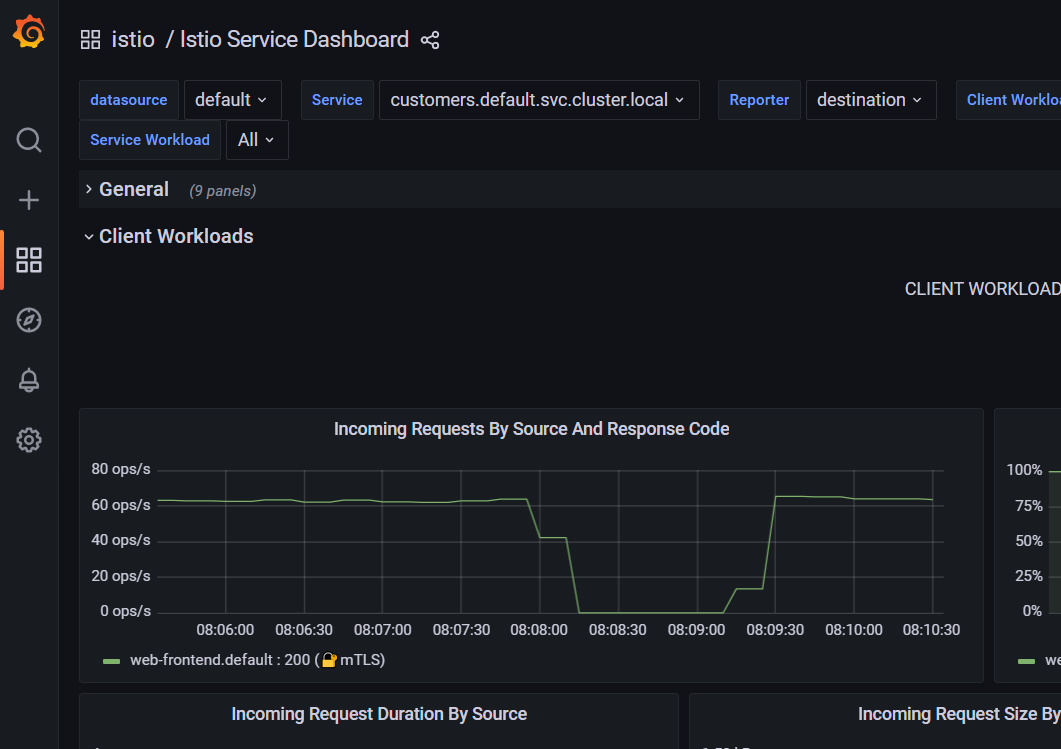 istio / Istio Service Dashboard
datasource default Service customers.default.svc.cluster.local Reporter destination Client Workloa
Service Workload All
General (9 panels)
Client Workloads
CLIENT WORKLOAD
Incoming Requests By Source And Response Code
80 ops/s
60 ops/s
40 ops/s
20 ops/s
0 ops/s
08:06:00 08:06:30 08:07:00 08:07:30 08:08:00 08:08:30 08:09:00 08:09:30 08:10:00 08:10:30
web-frontend.default : 200 (🔐mTLS)
100%
75%
50%
25%
0%
we
Incoming Request Duration By Source
Incoming Request Size By